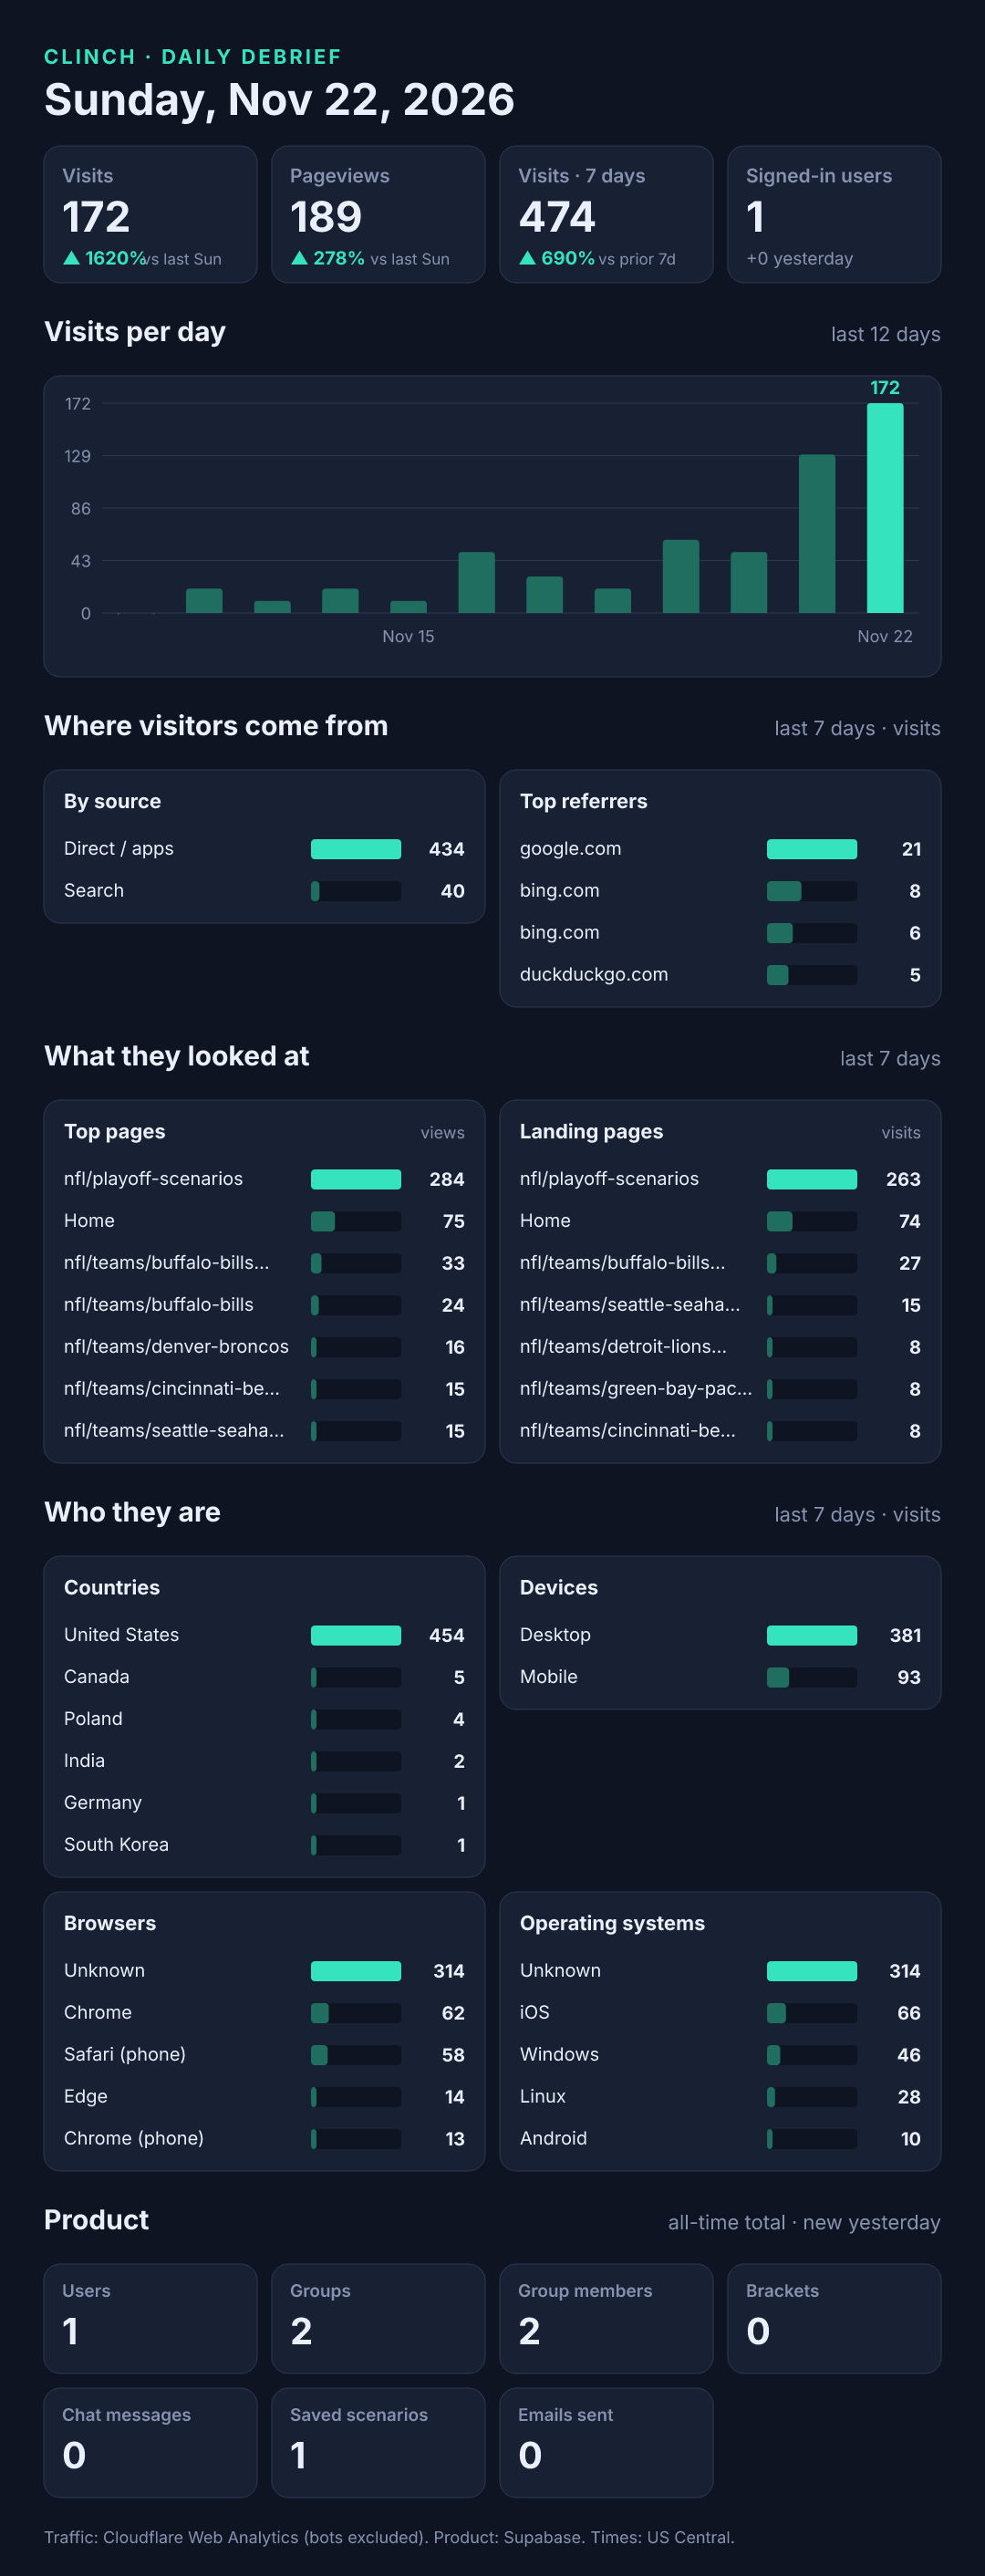 CLINCH · DAILY DEBRIEF
Sunday, Nov 22, 2026
Visits
172
▲ 1620% vs last Sun
Pageviews
189
▲ 278% vs last Sun
Visits · 7 days
474
▲ 690% vs prior 7d
Signed-in users
1
+0 yesterday
Visits per day
last 12 days
172
172
129
86
43
0
Nov 15
Nov 22
Where visitors come from
last 7 days · visits
By source
Direct / apps 434
Search 40
Top referrers
google.com 21
bing.com 8
bing.com 6
duckduckgo.com 5
What they looked at
last 7 days
Top pages views
nfl/playoff-scenarios 284
Home 75
nfl/teams/buffalo-bills... 33
nfl/teams/buffalo-bills 24
nfl/teams/denver-broncos 16
nfl/teams/cincinnati-be... 15
nfl/teams/seattle-seaha... 15
Landing pages visits
nfl/playoff-scenarios 263
Home 74
nfl/teams/buffalo-bills... 27
nfl/teams/seattle-seaha... 15
nfl/teams/detroit-lions... 8
nfl/teams/green-bay-pac... 8
nfl/teams/cincinnati-be... 8
Who they are
last 7 days · visits
Countries
United States 454
Canada 5
Poland 4
India 2
Germany 1
South Korea 1
Devices
Desktop 381
Mobile 93
Browsers
Unknown 314
Chrome 62
Safari (phone) 58
Edge 14
Chrome (phone) 13
Operating systems
Unknown 314
iOS 66
Windows 46
Linux 28
Android 10
Product
all-time total · new yesterday
Users
1
Groups
2
Group members
2
Brackets
0
Chat messages
0
Saved scenarios
1
Emails sent
0
Traffic: Cloudflare Web Analytics (bots excluded). Product: Supabase. Times: US Central.